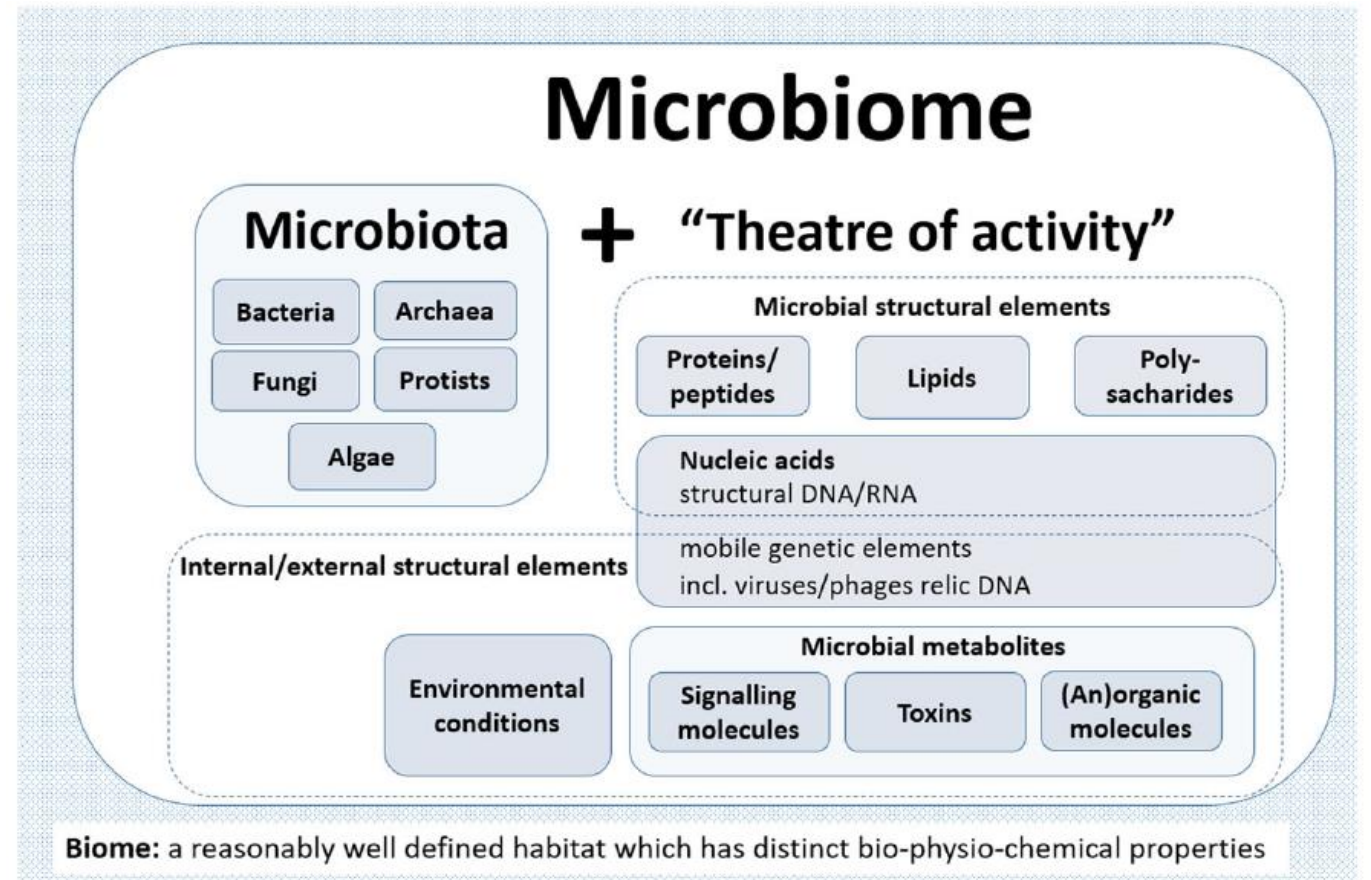 Microbiome
Microbiota
+
“Theatre of activity”
Bacteria
Archaea
Fungi
Protists
Algae
Microbial structural elements
Proteins/
peptides
Lipids
Poly-
sacharides
Nucleic acids
structural DNA/RNA
mobile genetic elements
incl. viruses/phages relic DNA
Internal/external structural elements
Environmental
conditions
Microbial metabolites
Signalling
molecules
Toxins
(An)organic
molecules
Biome: a reasonably well defined habitat which has distinct bio-physio-chemical properties